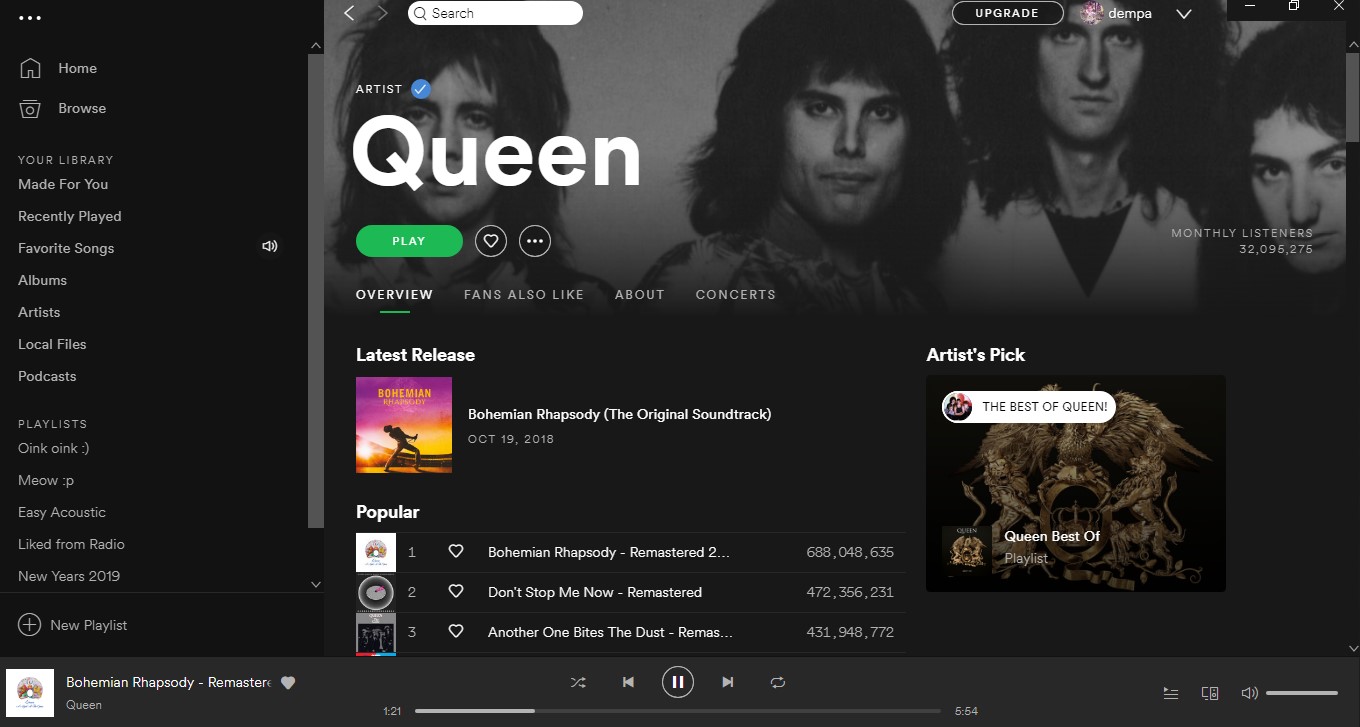 Search
UPGRADE
dempa
Home
Browse
YOUR LIBRARY
Made For You
Recently Played
Favorite Songs
Albums
Artists
Local Files
Podcasts
PLAYLISTS
Oink oink :)
Meow :p
Easy Acoustic
Liked from Radio
New Years 2019
New Playlist
ARTIST
Queen
PLAY
MONTHLY LISTENERS
32,095,275
OVERVIEW FANS ALSO LIKE ABOUT CONCERTS
Latest Release
BOHEMIAN
RHAPSODY
Bohemian Rhapsody (The Original Soundtrack)
OCT 19, 2018
Popular
1 Bohemian Rhapsody - Remastered 2... 688,048,635
2 Don't Stop Me Now - Remastered 472,356,231
3 Another One Bites The Dust - Remas... 431,948,772
Artist's Pick
THE BEST OF QUEEN!
QUEEN
Queen Best Of
Playlist
Bohemian Rhapsody - Remastere
Queen
1:21
5:54